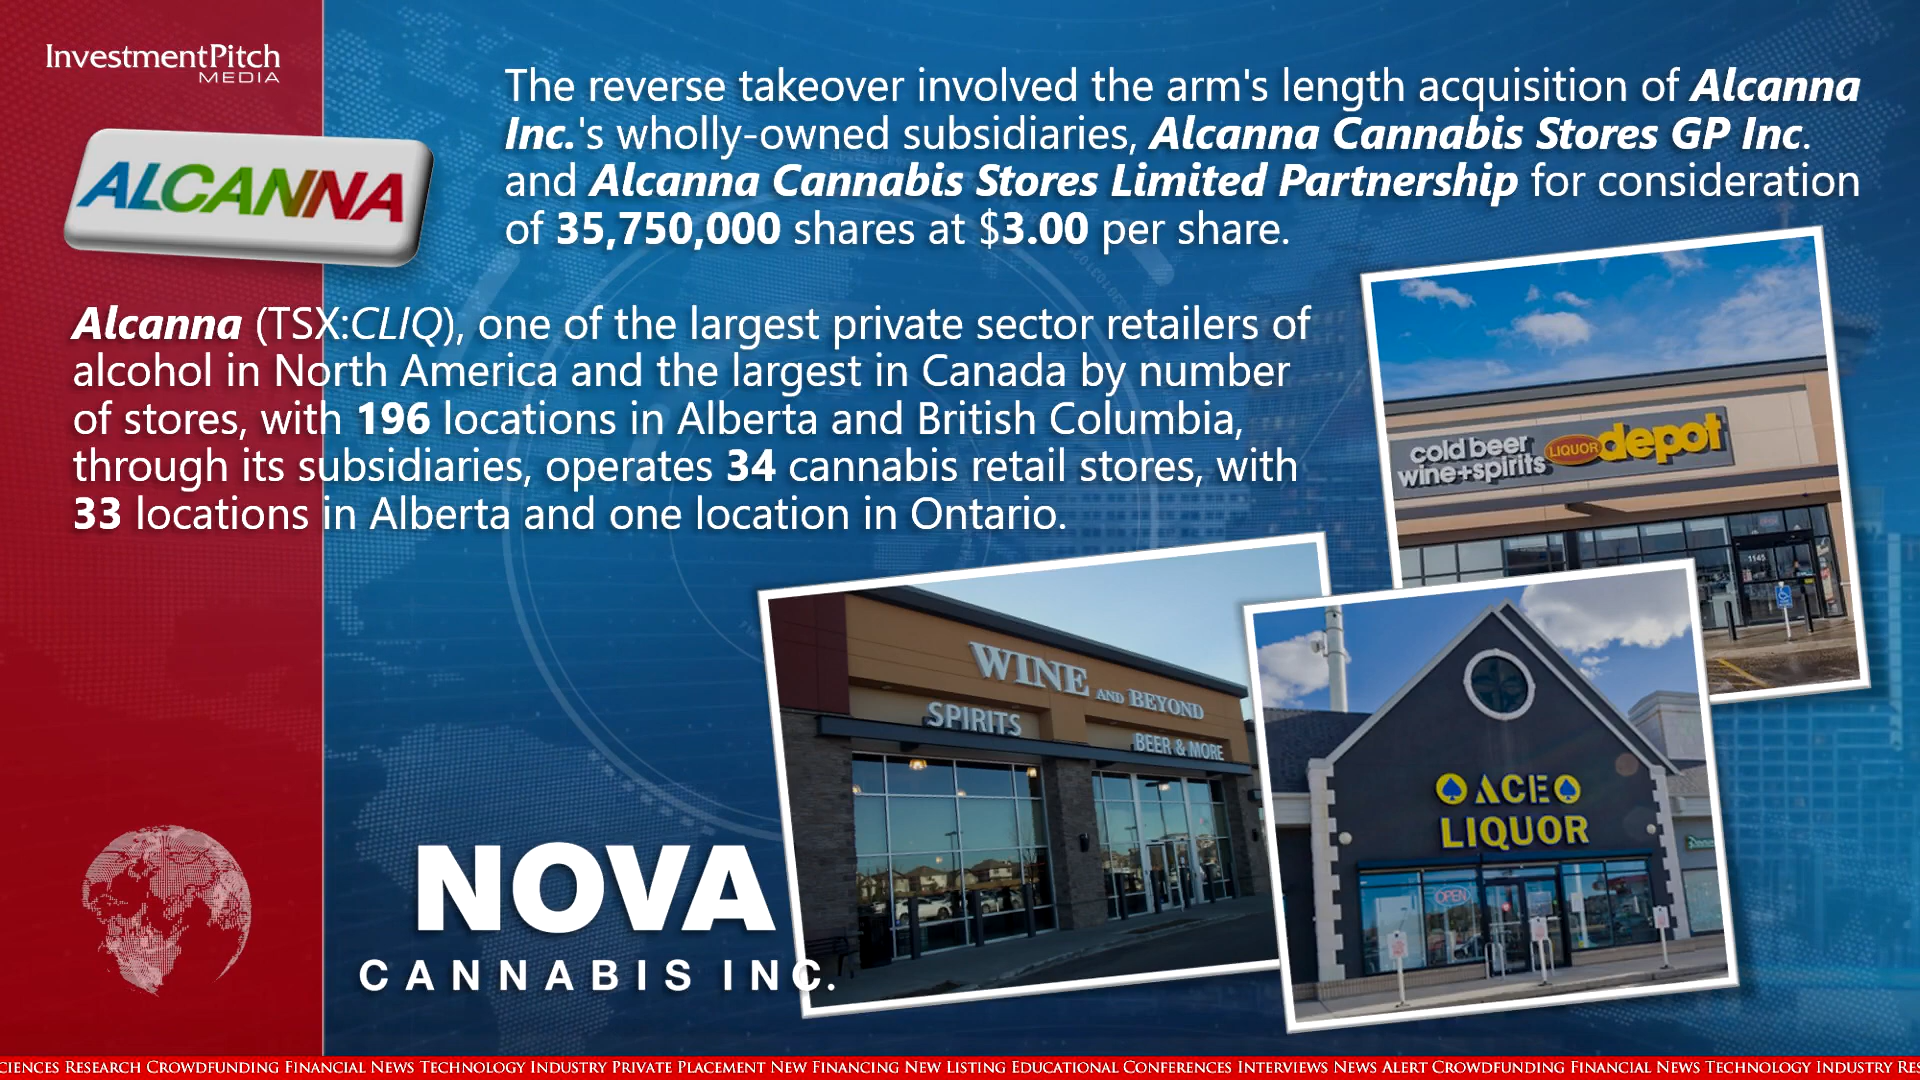 InvestmentPitch
MEDIA
ALCANNA
The reverse takeover involved the arm's length acquisition of Alcanna
Inc.'s wholly-owned subsidiaries, Alcanna Cannabis Stores GP Inc.
and Alcanna Cannabis Stores Limited Partnership for consideration
of 35,750,000 shares at $3.00 per share.
Alcanna (TSX:CLIQ), one of the largest private sector retailers of
alcohol in North America and the largest in Canada by number
of stores, with 196 locations in Alberta and British Columbia,
through its subsidiaries, operates 34 cannabis retail stores, with
33 locations in Alberta and one location in Ontario.
cold beer
wine+spirits
LIQUOR depot
1145
WINE AND BEYOND
SPIRITS
BEER & MORE
ACE
LIQUOR
OPEN
NOVA
CANNABIS INC.
CIENCES RESEARCH CROWDFUNDING FINANCIAL NEWS TECHNOLOGY INDUSTRY PRIVATE PLACEMENT NEW FINANCING NEW LISTING EDUCATIONAL CONFERENCES INTERVIEWS NEWS ALERT CROWDFUNDING FINANCIAL NEWS TECHNOLOGY INDUSTRY RES